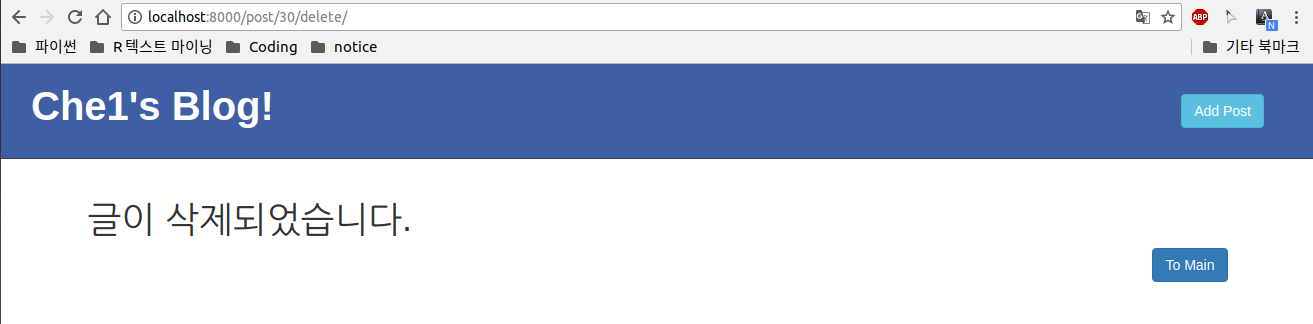 localhost:8000/post/30/delete/
ABP
A
N
파이썬 R 텍스트 마이닝 Coding notice 기타 북마크
Che1's Blog!
Add Post
글이 삭제되었습니다.
To Main